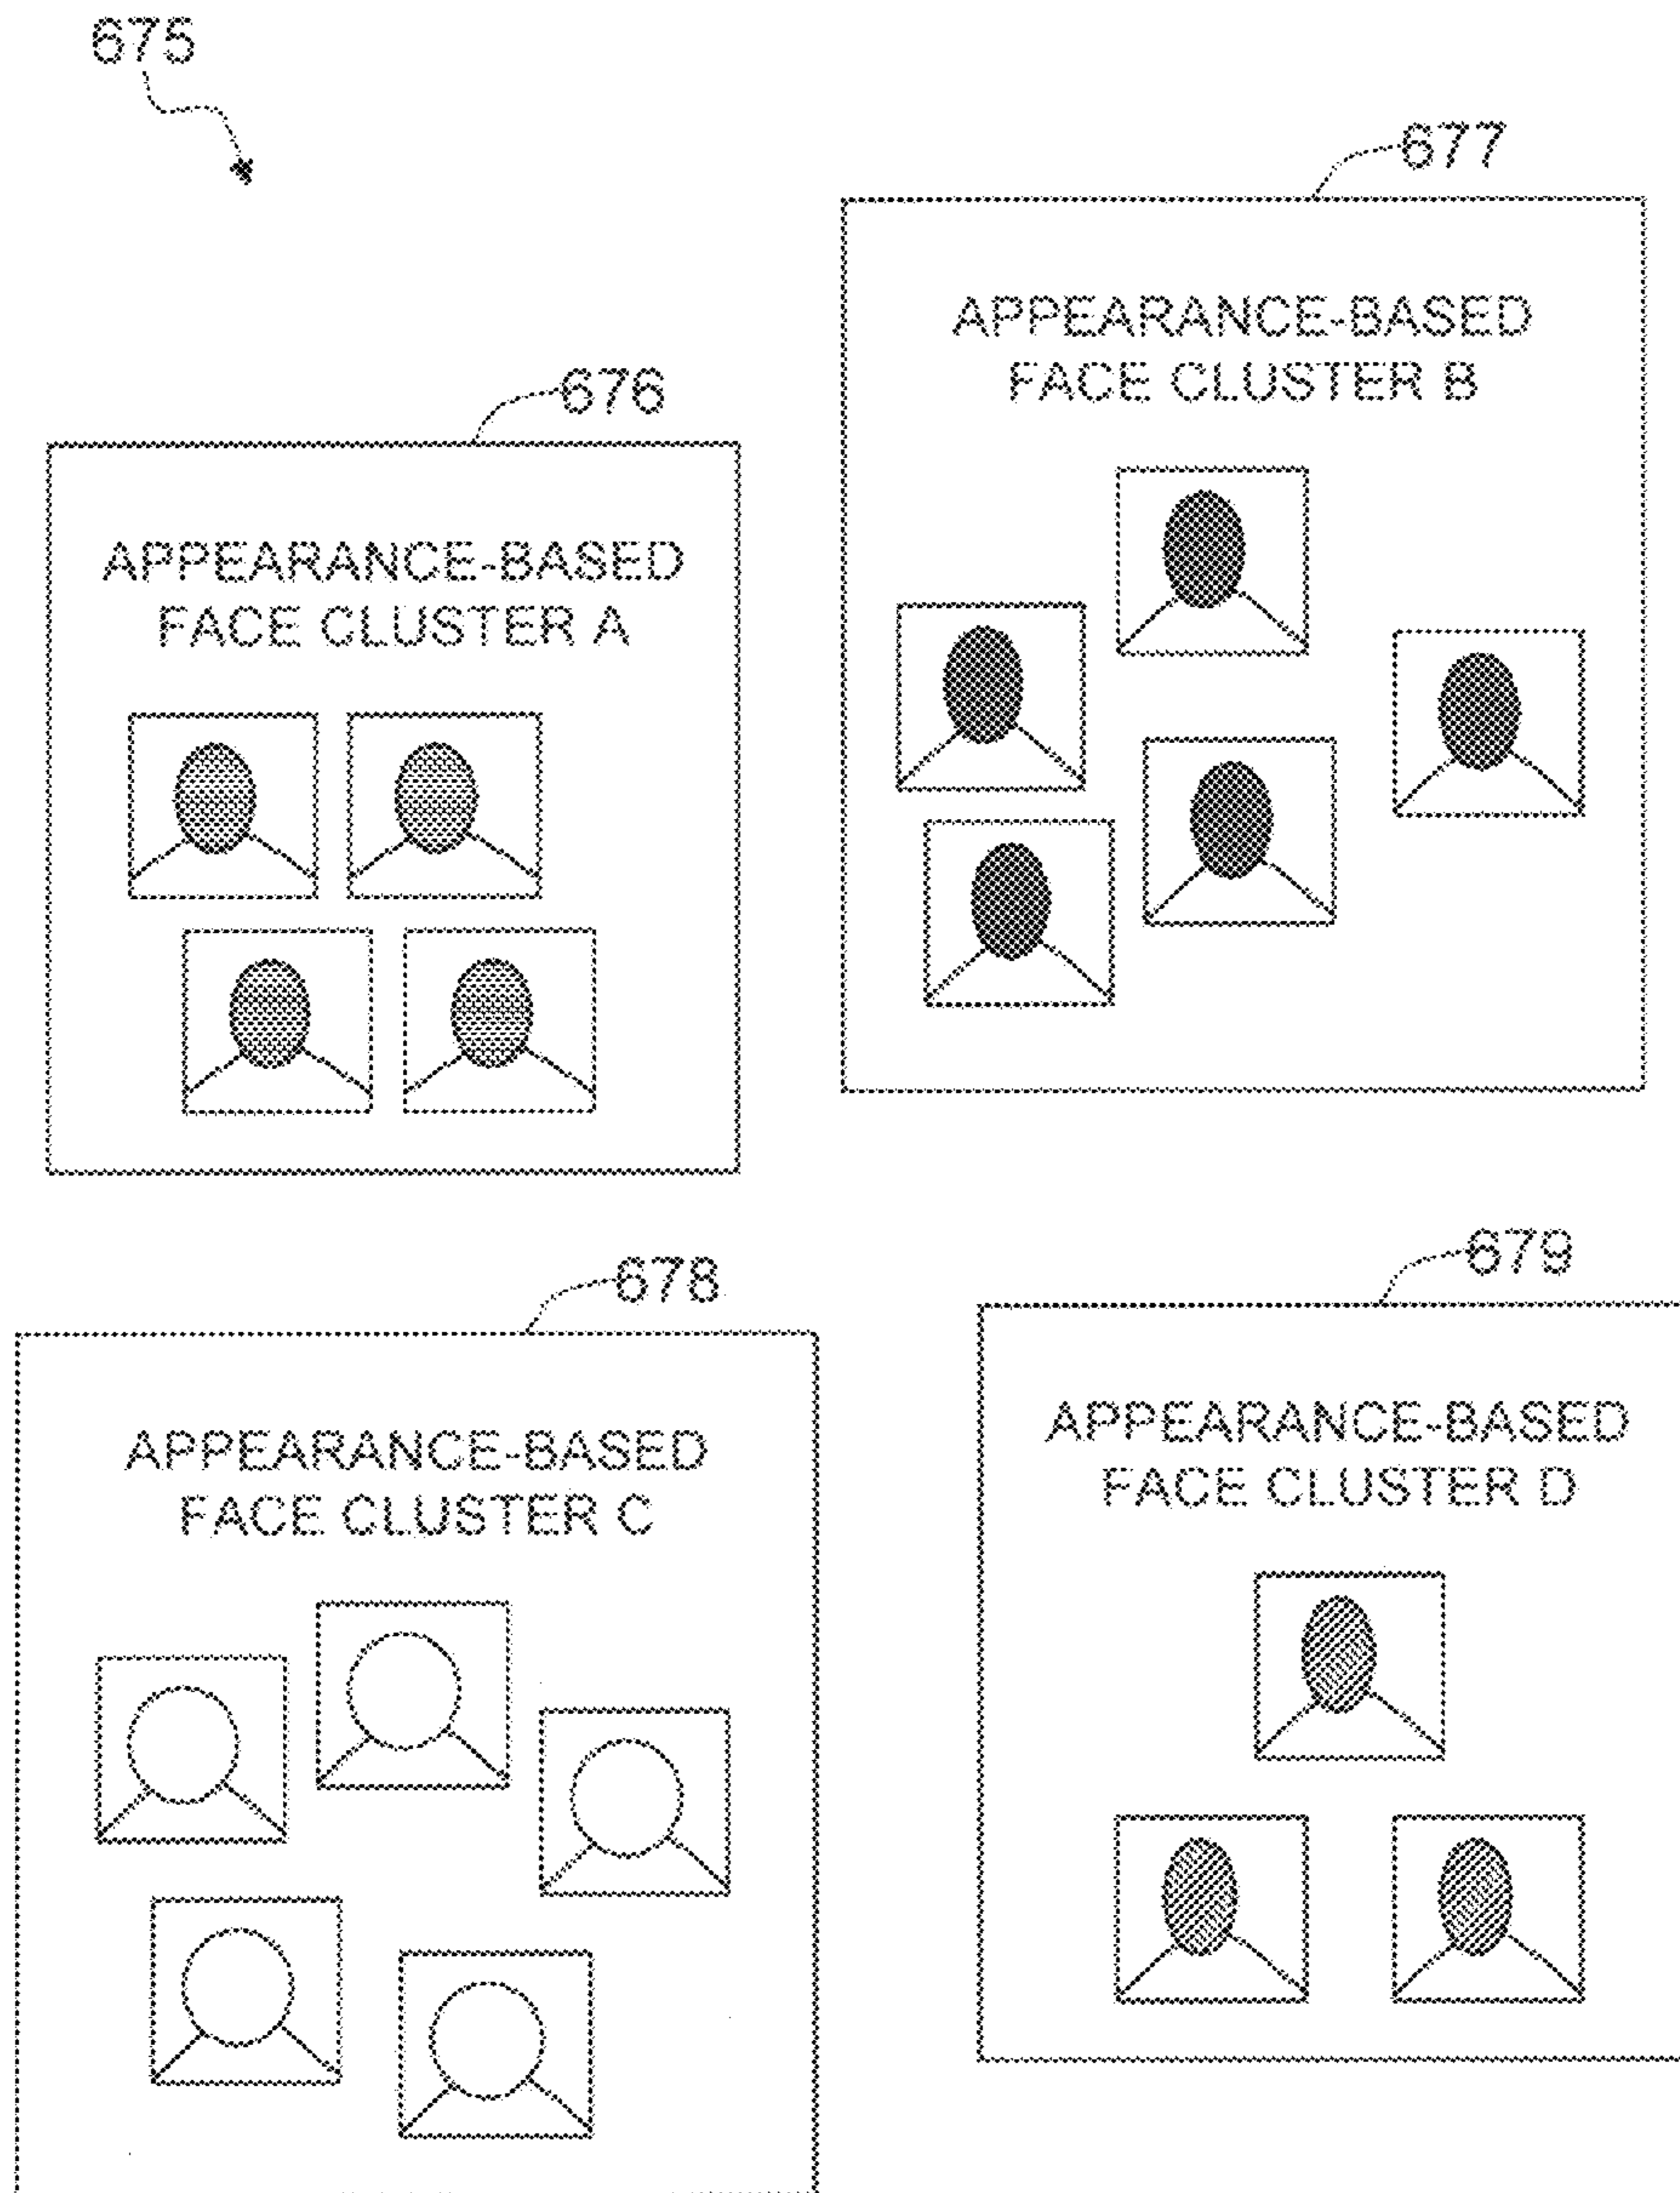 675
677
APPEARANCE-BASED
FACE CLUSTER B
676
APPEARANCE-BASED
FACE CLUSTER A
678
APPEARANCE-BASED
FACE CLUSTER C
679
APPEARANCE-BASED
FACE CLUSTER D